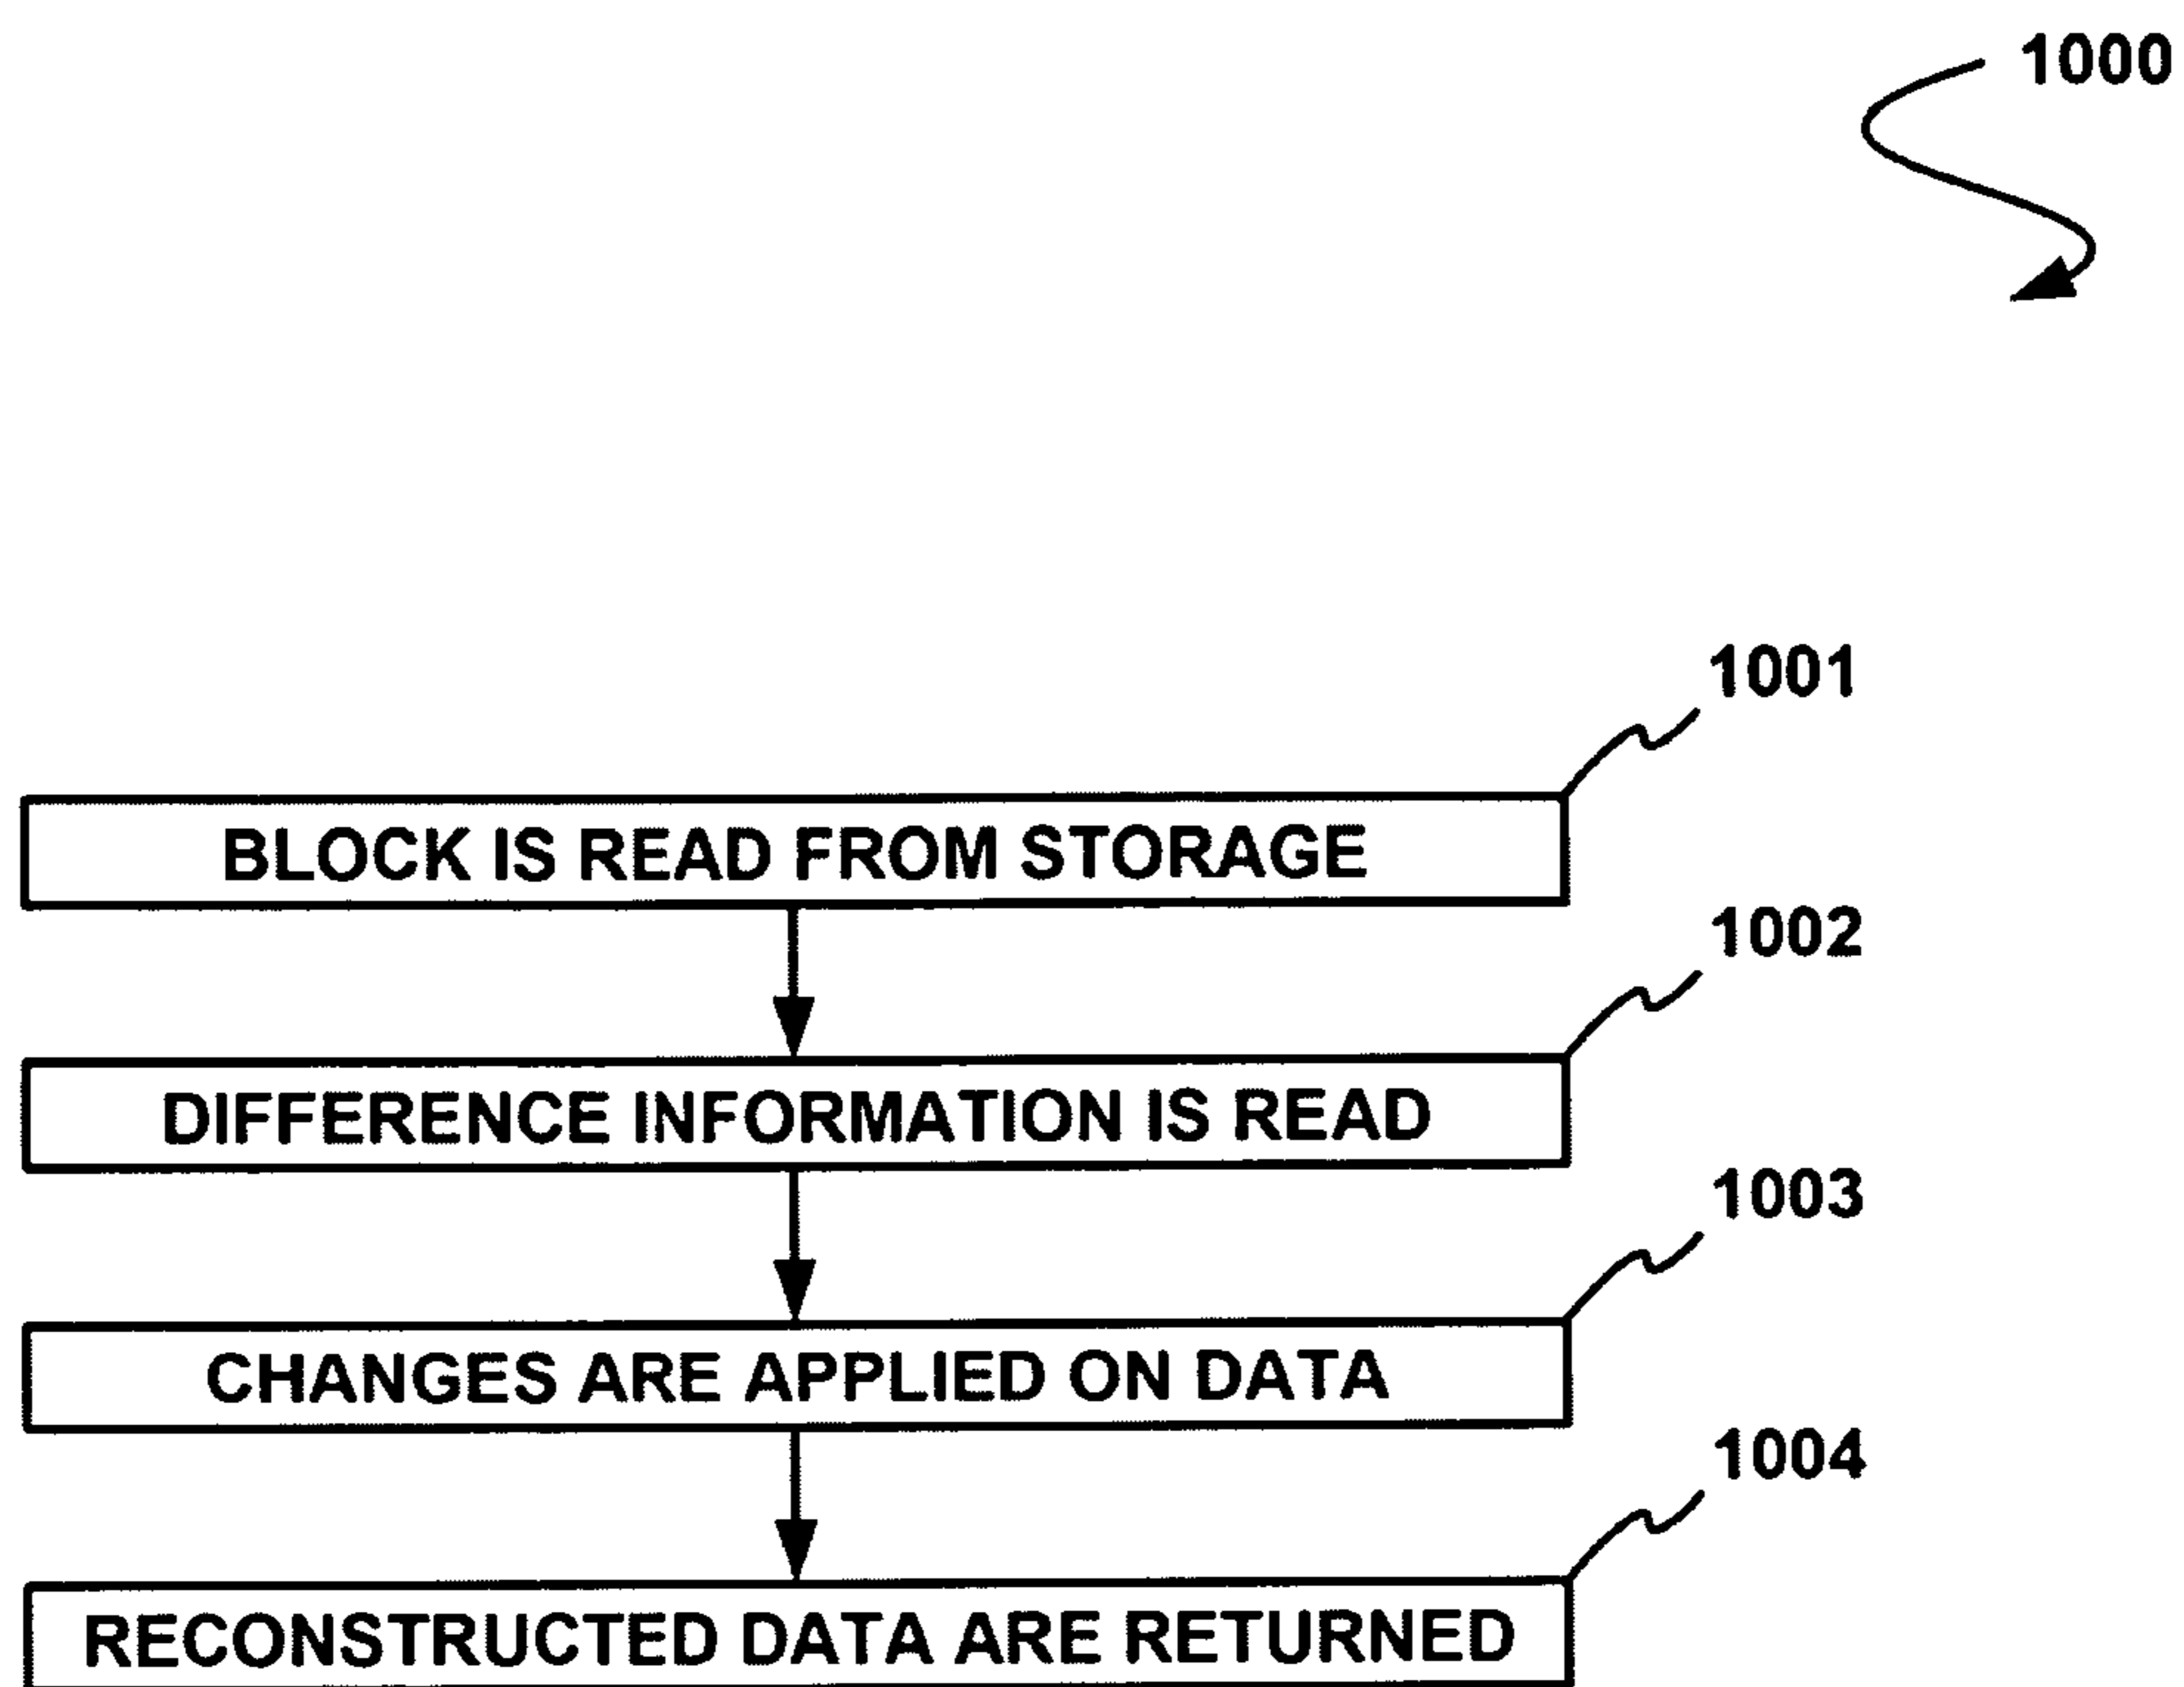 1000
1001
BLOCK IS READ FROM STORAGE
1002
DIFFERENCE INFORMATION IS READ
1003
CHANGES ARE APPLIED ON DATA
1004
RECONSTRUCTED DATA ARE RETURNED